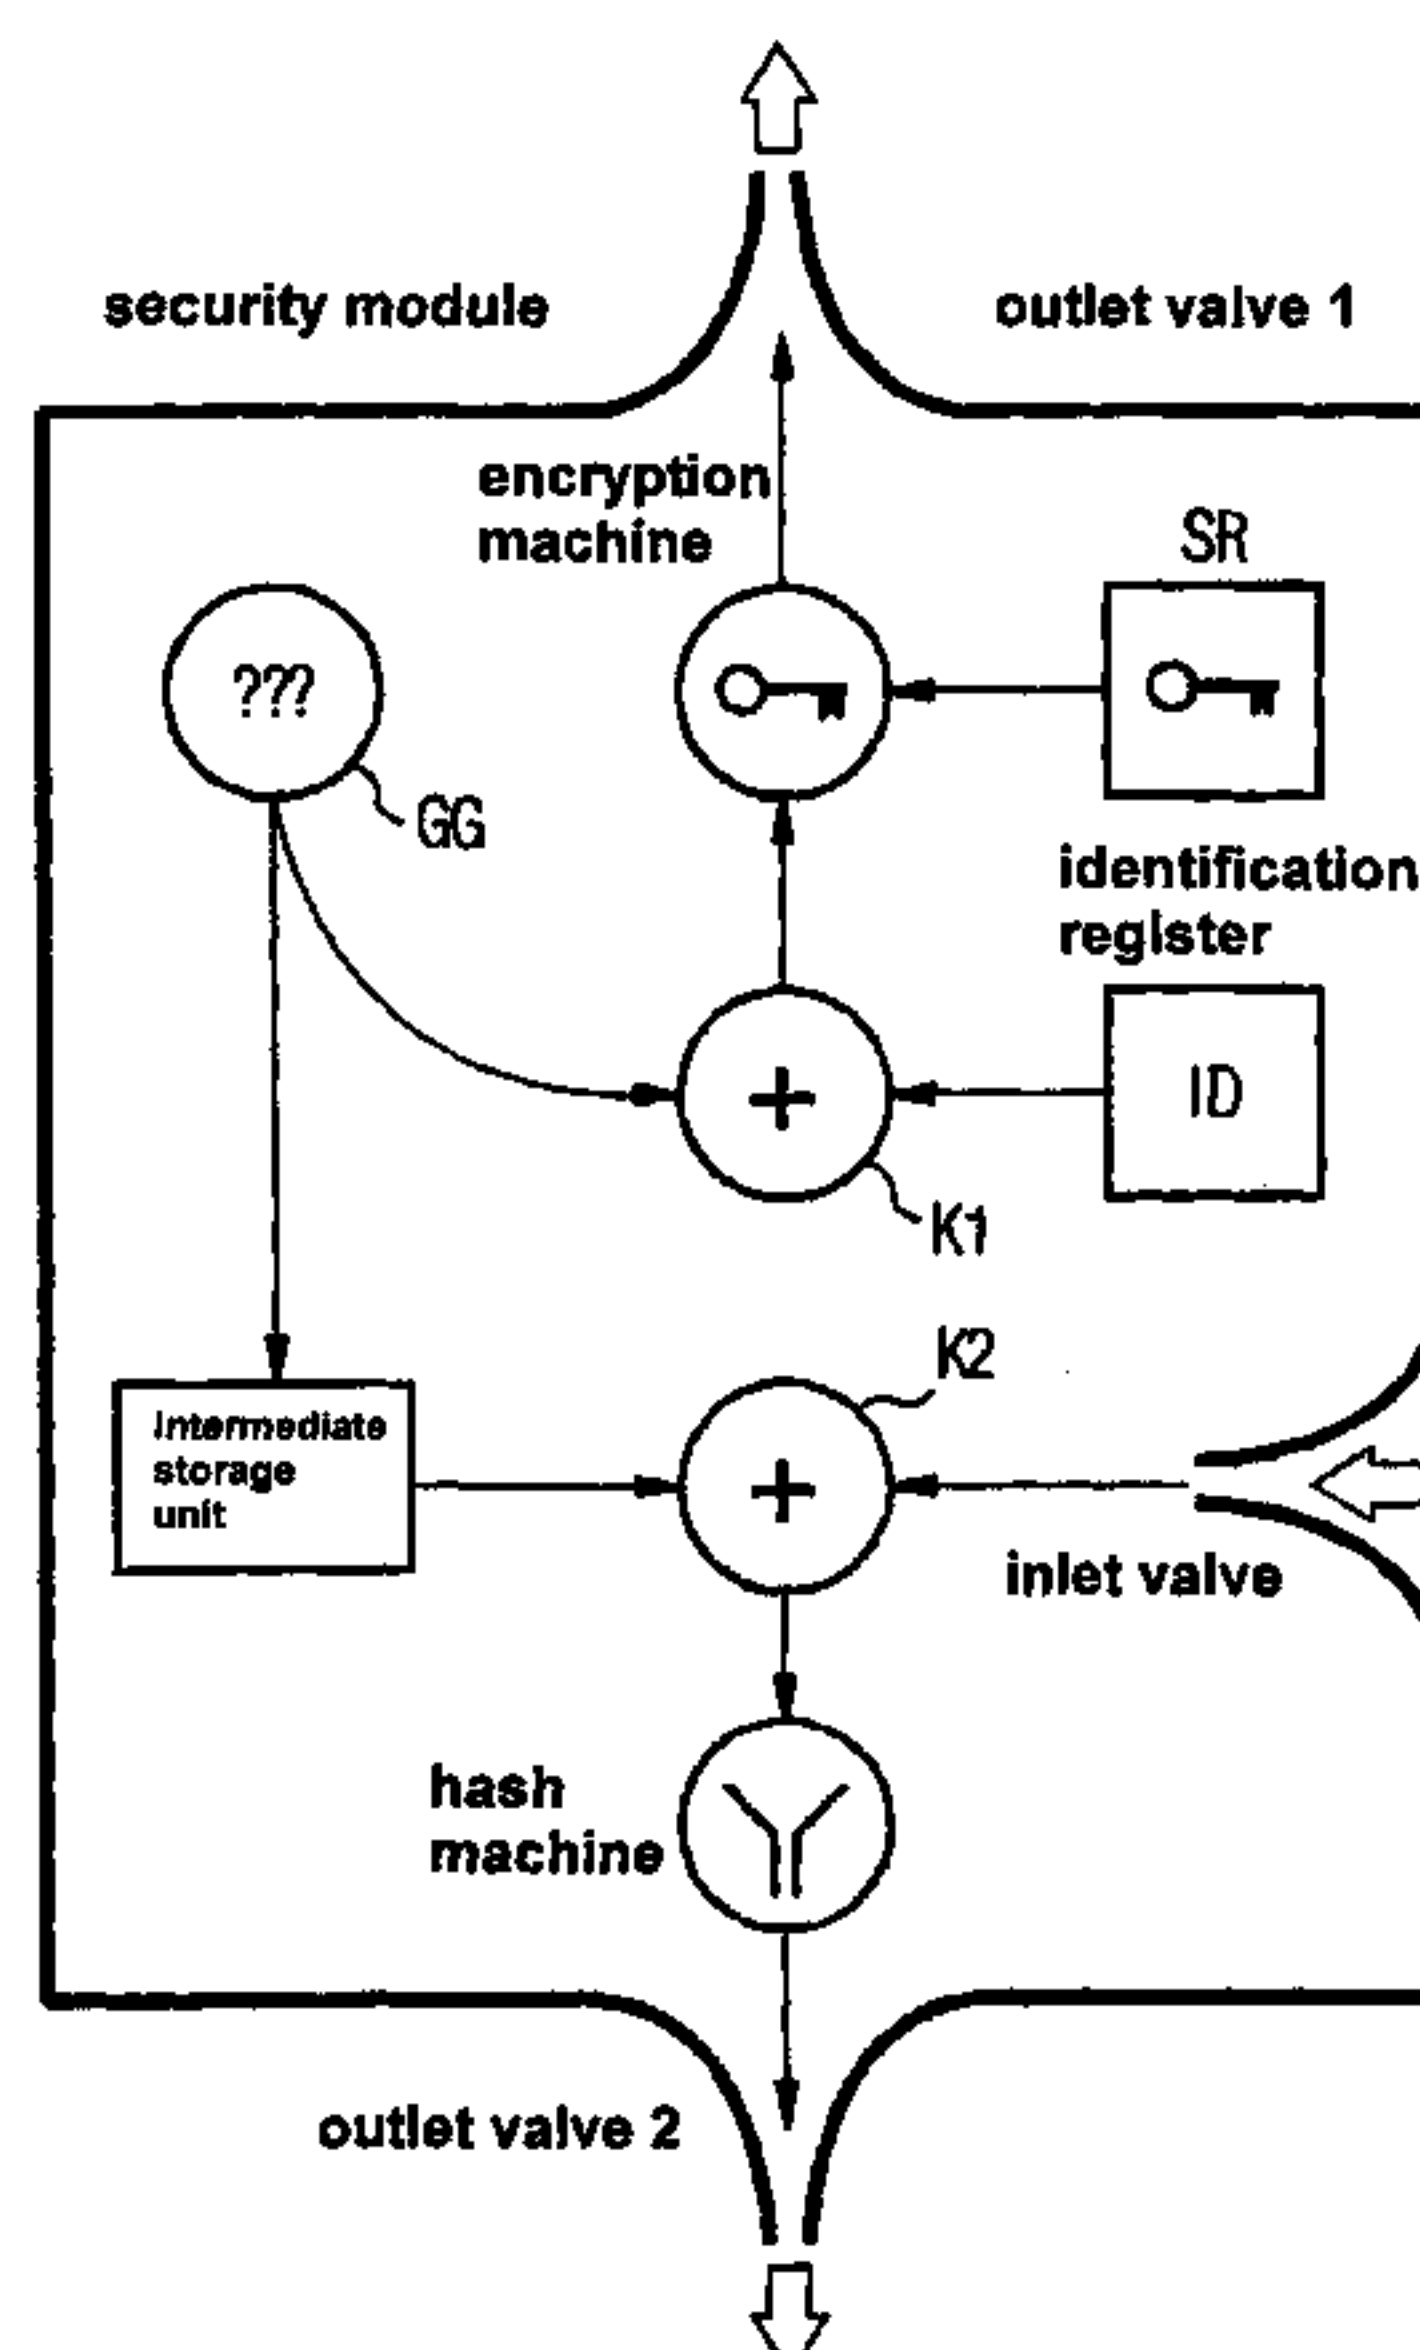 security module
outlet valve 1
encryption
machine
SR
???
GG
identification
register
+
ID
K1
K2
Intermediate
storage
unit
+
inlet valve
hash
machine
outlet valve 2